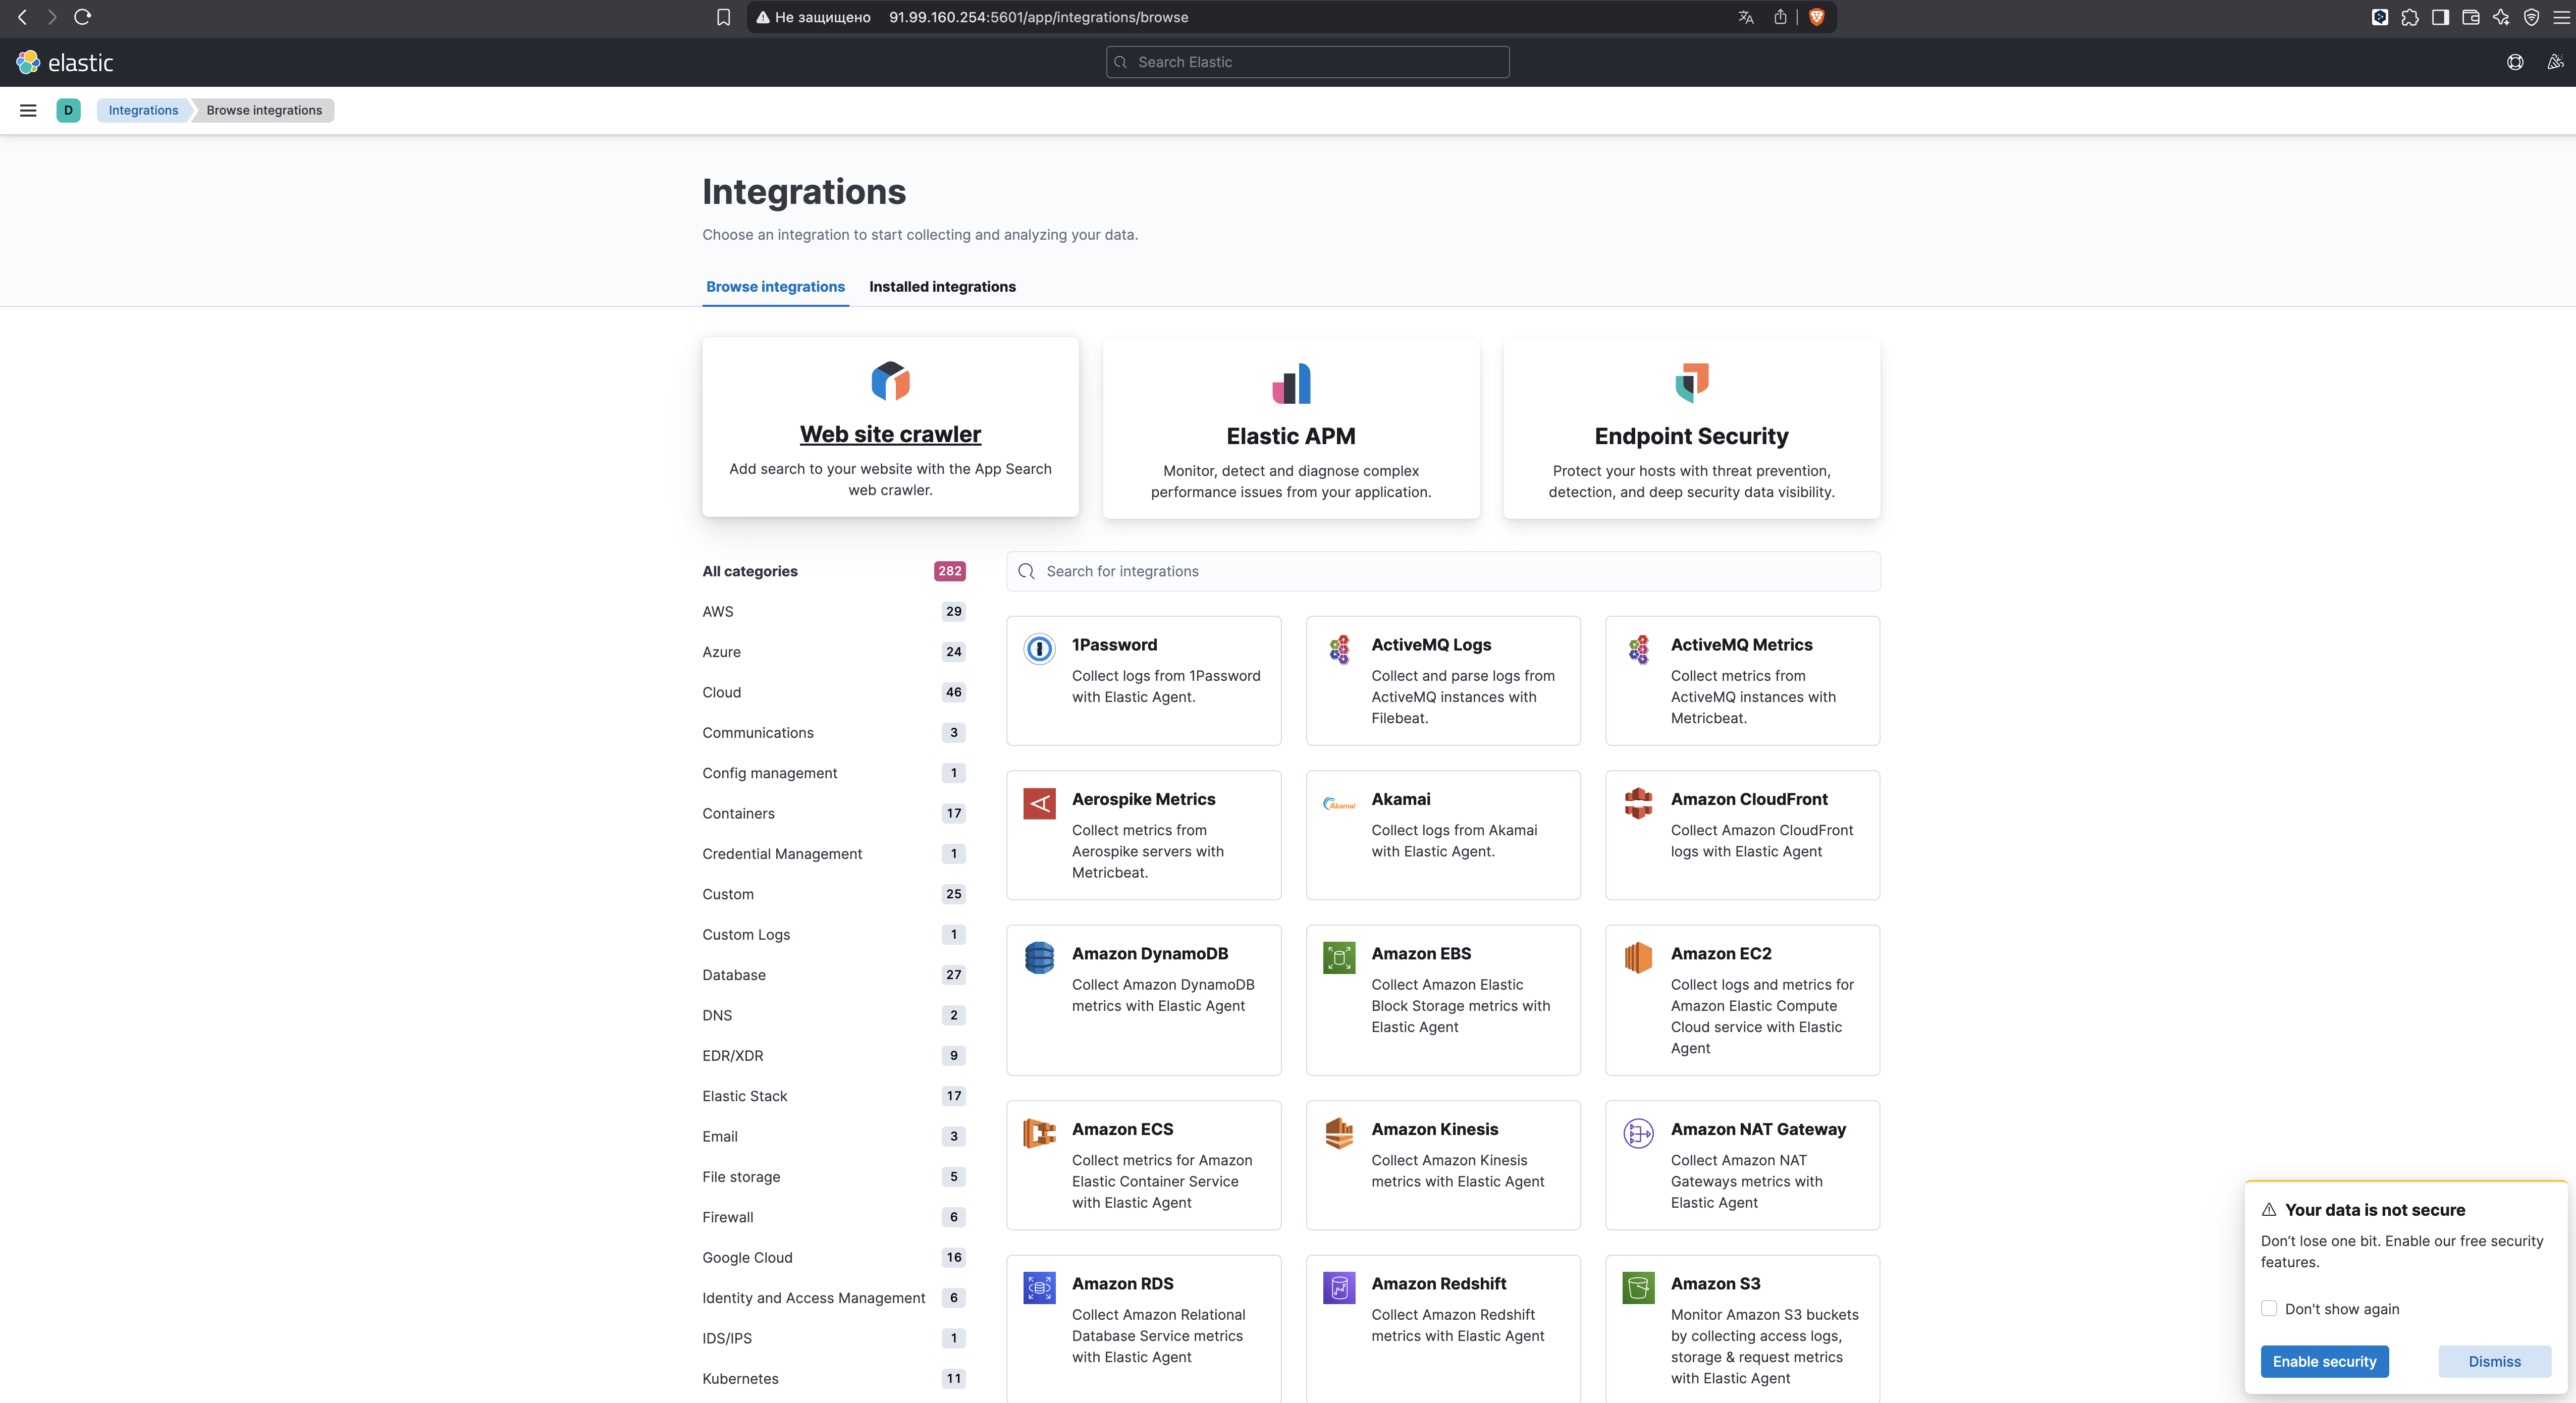 Не защищено 91.99.160.254:5601/app/integrations/browse
elastic
Search Elastic
D Integrations Browse integrations
Integrations
Choose an integration to start collecting and analyzing your data.
Browse integrations Installed integrations
Web site crawler
Add search to your website with the App Search
web crawler.
Elastic APM
Monitor, detect and diagnose complex
performance issues from your application.
Endpoint Security
Protect your hosts with threat prevention,
detection, and deep security data visibility.
All categories 282
AWS 29
Azure 24
Cloud 46
Communications 3
Config management 1
Containers 17
Credential Management 1
Custom 25
Custom Logs 1
Database 27
DNS 2
EDR/XDR 9
Elastic Stack 17
Email 3
File storage 5
Firewall 6
Google Cloud 16
Identity and Access Management 6
IDS/IPS 1
Kubernetes 11
Search for integrations
1Password
Collect logs from 1Password
with Elastic Agent.
ActiveMQ Logs
Collect and parse logs from
ActiveMQ instances with
Filebeat.
ActiveMQ Metrics
Collect metrics from
ActiveMQ instances with
Metricbeat.
Aerospike Metrics
Collect metrics from
Aerospike servers with
Metricbeat.
Akamai
Akamai
Collect logs from Akamai
with Elastic Agent.
Amazon CloudFront
Collect Amazon CloudFront
logs with Elastic Agent
Amazon DynamoDB
Collect Amazon DynamoDB
metrics with Elastic Agent
Amazon EBS
Collect Amazon Elastic
Block Storage metrics with
Elastic Agent
Amazon EC2
Collect logs and metrics for
Amazon Elastic Compute
Cloud service with Elastic
Agent
Amazon ECS
Collect metrics for Amazon
Elastic Container Service
with Elastic Agent
Amazon Kinesis
Collect Amazon Kinesis
metrics with Elastic Agent
Amazon NAT Gateway
Collect Amazon NAT
Gateways metrics with
Elastic Agent
Amazon RDS
Collect Amazon Relational
Database Service metrics
with Elastic Agent
Amazon Redshift
Collect Amazon Redshift
metrics with Elastic Agent
Amazon S3
Monitor Amazon S3 buckets
by collecting access logs,
storage & request metrics
with Elastic Agent
Your data is not secure
Don’t lose one bit. Enable our free security
features.
Don't show again
Enable security Dismiss